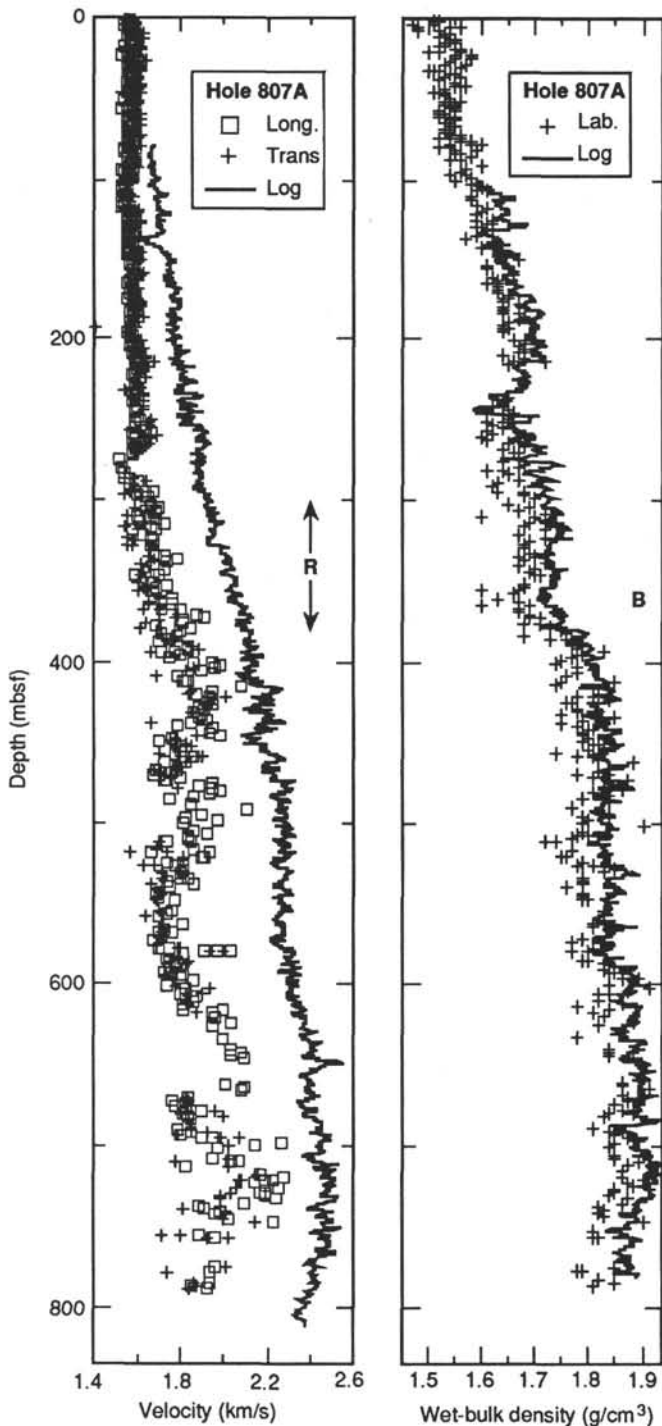 0
200
400
600
800
Depth (mbsf)
Hole 807A
Long.
Trans
Log
R
1.4
1.8
2.2
2.6
Velocity (km/s)
Hole 807A
Lab.
Log
B
1.5
1.6
1.7
1.8
1.9
Wet-bulk density (g/cm³)